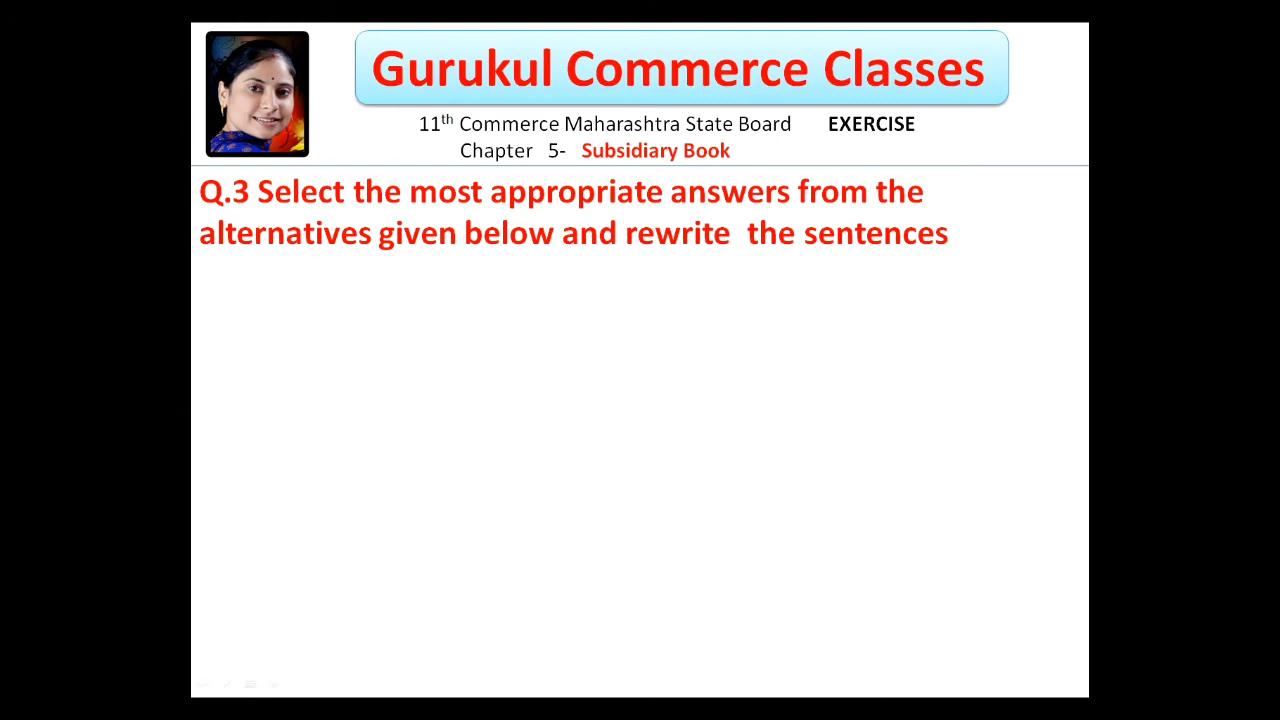 Gurukul Commerce Classes
11th Commerce Maharashtra State Board EXERCISE
Chapter 5- Subsidiary Book
Q.3 Select the most appropriate answers from the
alternatives given below and rewrite the sentences